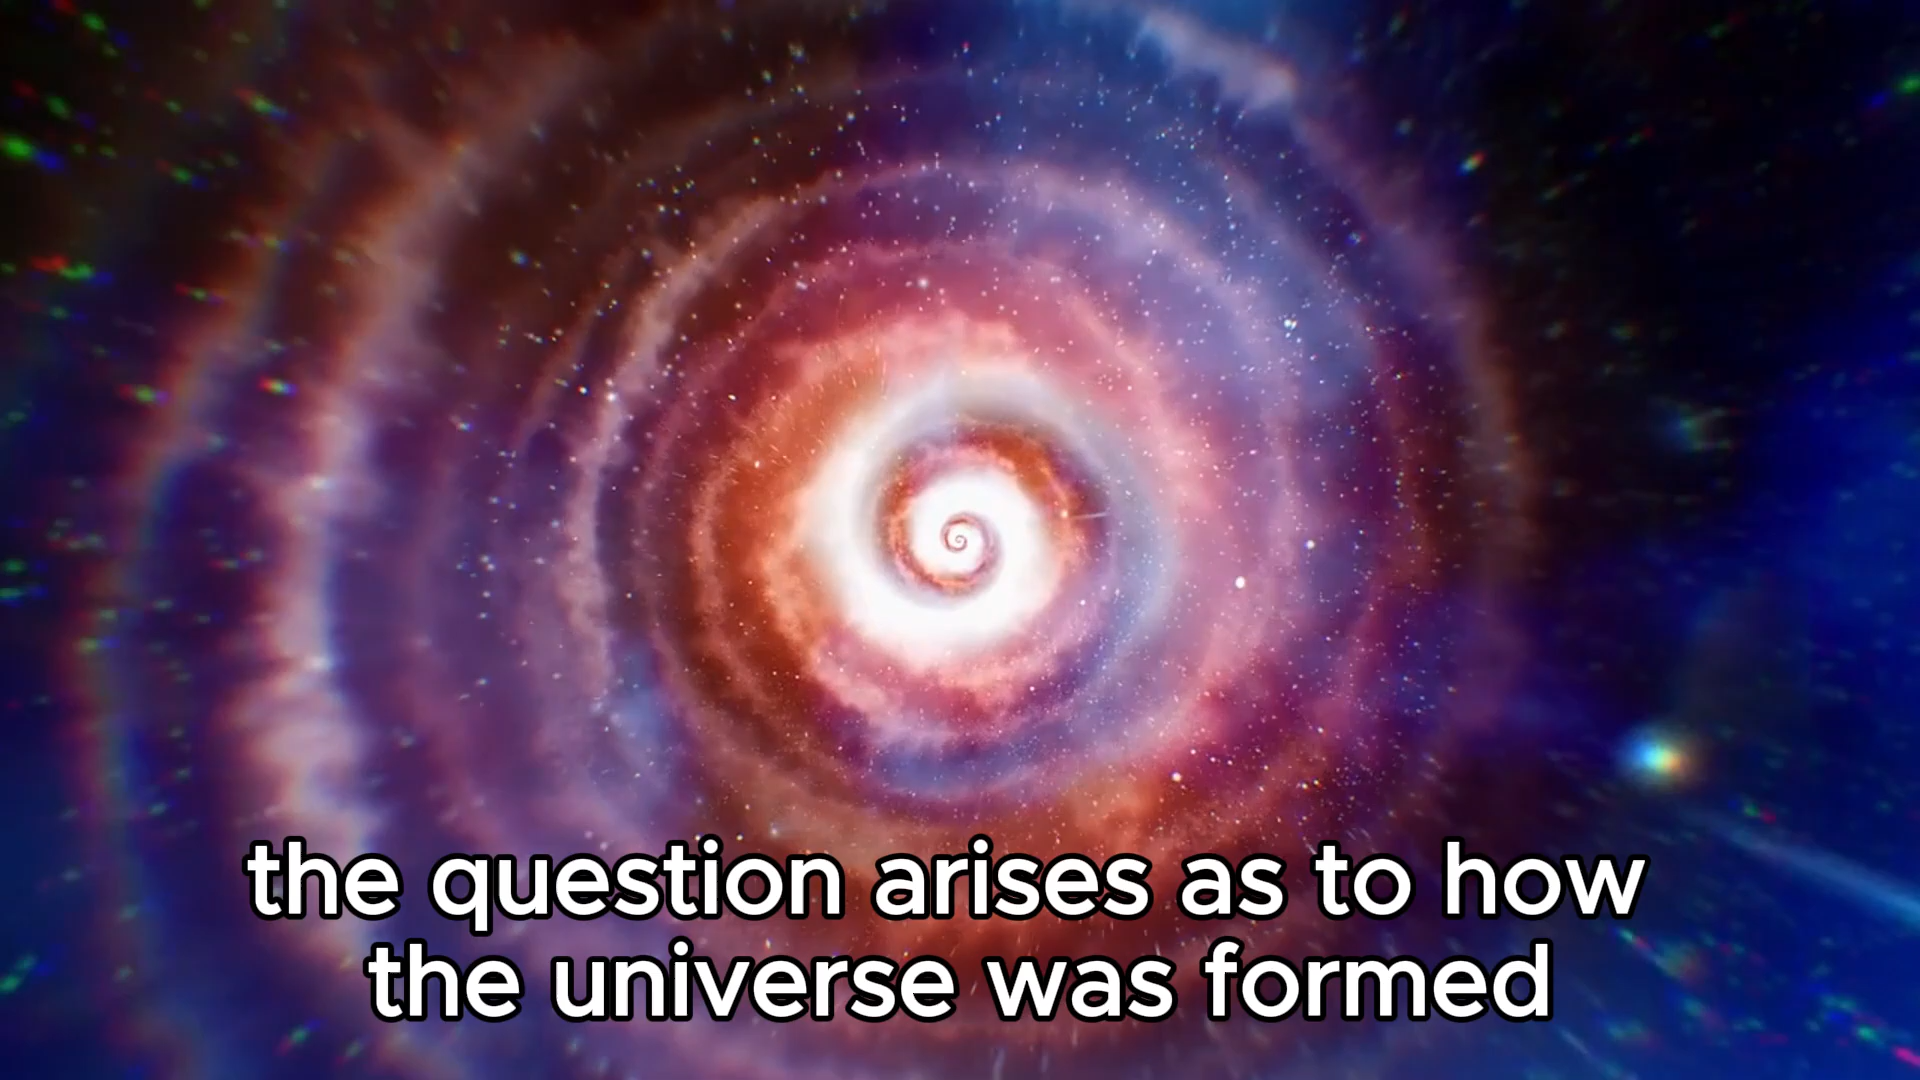 the question arises as to how
the universe was formed